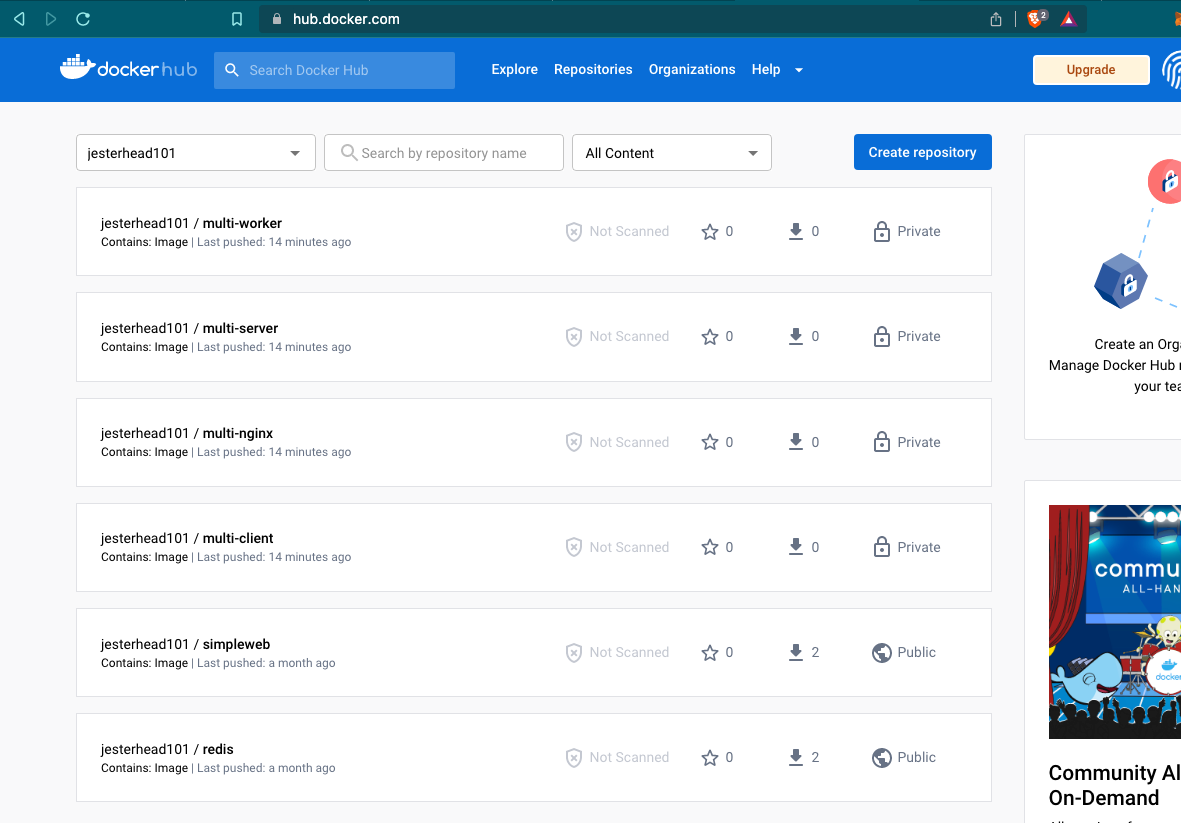 hub.docker.com
2
docker hub
Search Docker Hub
Explore
Repositories
Organizations
Help
Upgrade
jesterhead101
Search by repository name
All Content
Create repository
jesterhead101 / multi-worker
Contains: Image | Last pushed: 14 minutes ago
Not Scanned
0
0
Private
jesterhead101 / multi-server
Contains: Image | Last pushed: 14 minutes ago
Not Scanned
0
0
Private
jesterhead101 / multi-nginx
Contains: Image | Last pushed: 14 minutes ago
Not Scanned
0
0
Private
jesterhead101 / multi-client
Contains: Image | Last pushed: 14 minutes ago
Not Scanned
0
0
Private
jesterhead101 / simpleweb
Contains: Image | Last pushed: a month ago
Not Scanned
0
2
Public
jesterhead101 / redis
Contains: Image | Last pushed: a month ago
Not Scanned
0
2
Public
Create an Orga
Manage Docker Hub r
your tea
commu
ALL-HAN
docker
Community Al
On-Demand